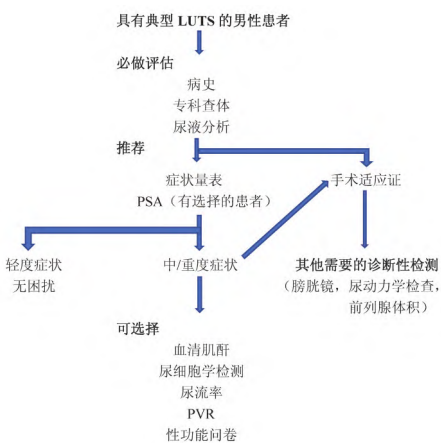 具有典型 LUTS 的男性患者
必做评估
病史
专科查体
尿液分析
推荐
症状量表
PSA（有选择的患者）
手术适应证
轻度症状
无困扰
中/重度症状
其他需要的诊断性检测
（膀胱镜，尿动力学检查，
前列腺体积）
可选择
血清肌酐
尿细胞学检测
尿流率
PVR
性功能问卷